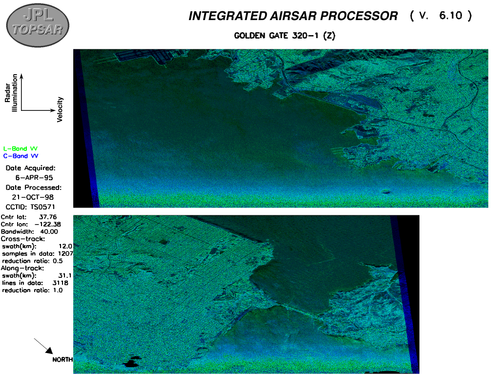 JPL
TOPSAR
INTEGRATED AIRSAR PROCESSOR ( V. 6.10 )
GOLDEN GATE 320-1 (Z)
Radar
Illumination
Velocity
L-Band VV
C-Band VV
Date Acquired:
6-APR-95
Date Processed:
21-OCT-98
CCTID: TS0571
Cntr lat: 37.76
Cntr lon: -122.38
Bandwidth: 40.00
Cross-track:
swath(km): 12.0
samples in data: 1207
reduction ratio: 0.5
Along-track:
swath(km): 31.1
lines in data: 3118
reduction ratio: 1.0
NORTH